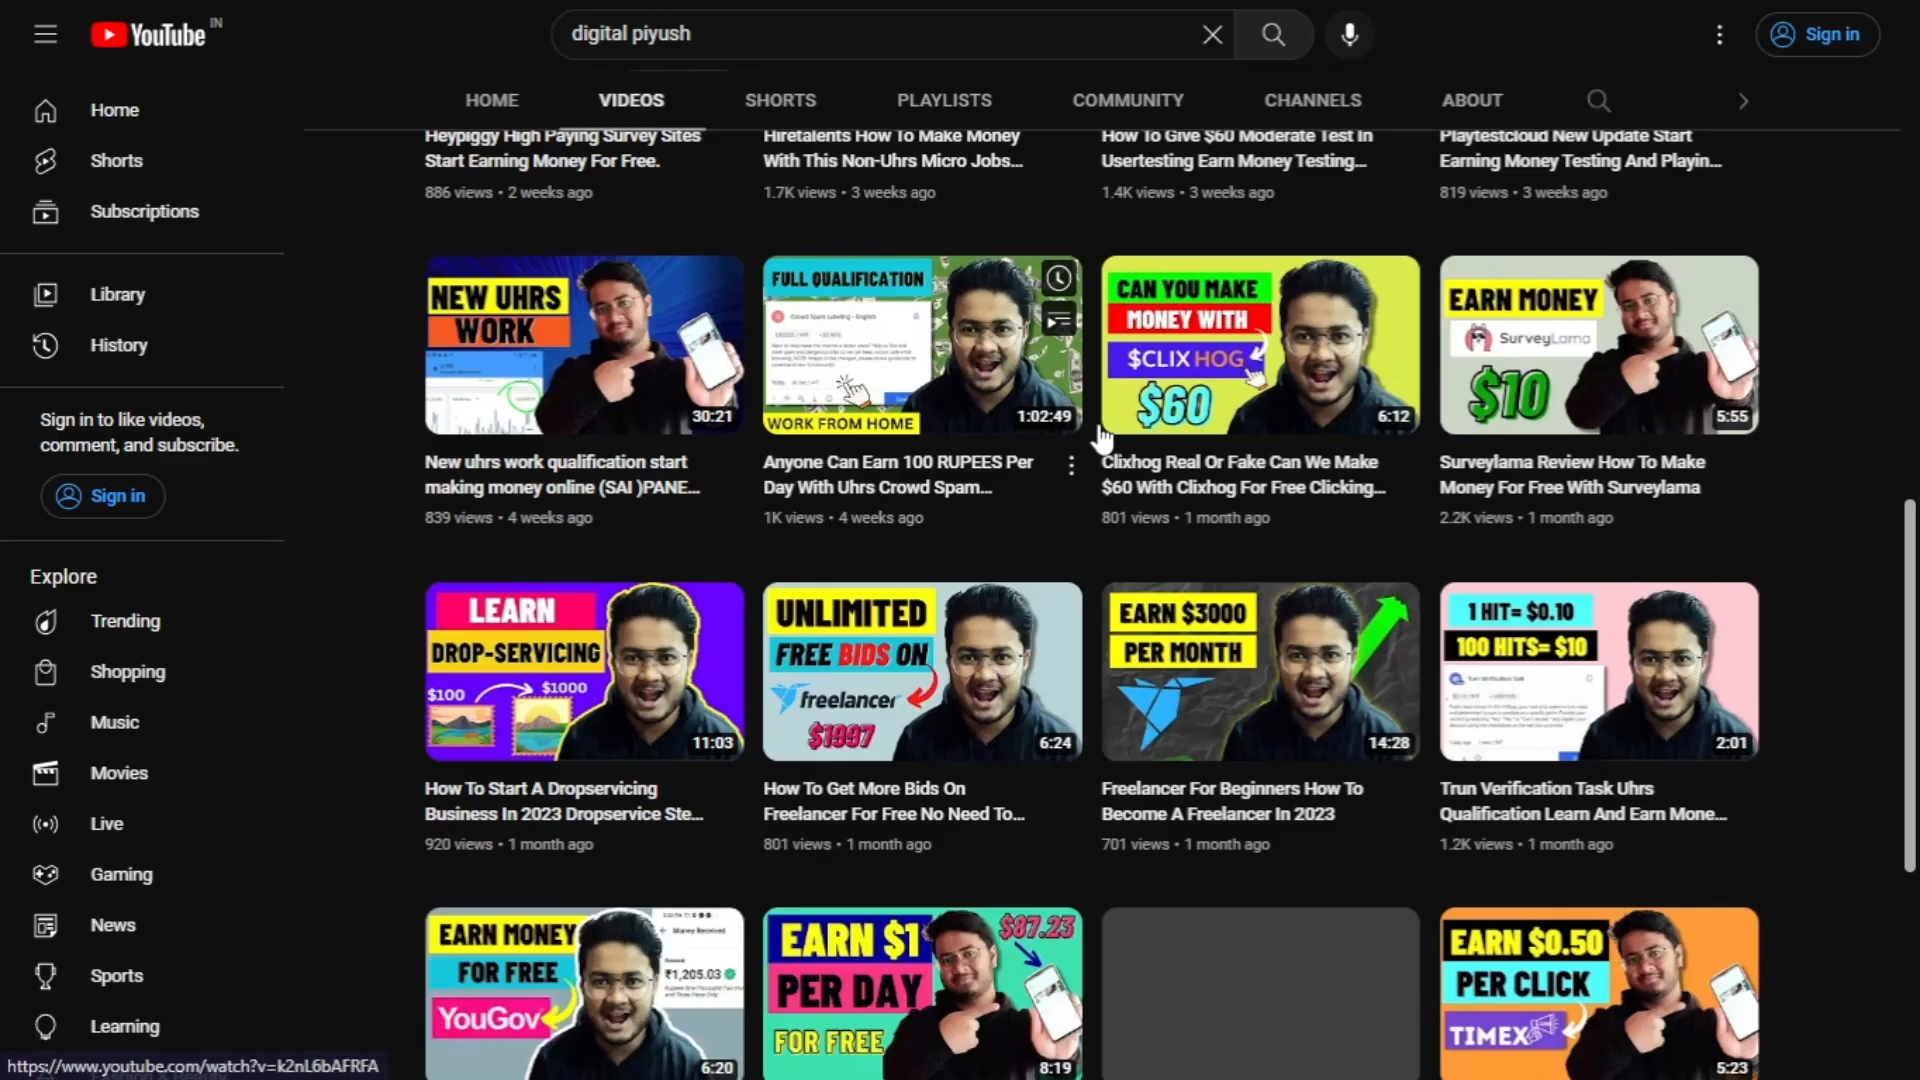 YouTube IN
digital piyush
Sign in
HOME
VIDEOS
SHORTS
PLAYLISTS
COMMUNITY
CHANNELS
ABOUT
Home
Shorts
Subscriptions
Library
History
Sign in to like videos,
comment, and subscribe.
Sign in
Explore
Trending
Shopping
Music
Movies
Live
Gaming
News
Sports
Learning
https://www.youtube.com/watch?v=k2nL6bAFRFA
Heypiggy High Paying Survey Sites
Start Earning Money For Free.
886 views • 2 weeks ago
Hiretalents How To Make Money
With This Non-Uhrs Micro Jobs...
1.7K views • 3 weeks ago
How To Give $60 Moderate Test In
Usertesting Earn Money Testing...
1.4K views • 3 weeks ago
Playtestcloud New Update Start
Earning Money Testing And Playin...
819 views • 3 weeks ago
NEW UHRS
WORK
30:21
New uhrs work qualification start
making money online (SAI )PANE...
839 views • 4 weeks ago
FULL QUALIFICATION
Crowd Spam Labeling - English
WORK FROM HOME
1:02:49
Anyone Can Earn 100 RUPEES Per
Day With Uhrs Crowd Spam...
1K views • 4 weeks ago
CAN YOU MAKE
MONEY WITH
$CLIXHOG
$60
6:12
Clixhog Real Or Fake Can We Make
$60 With Clixhog For Free Clicking...
801 views • 1 month ago
EARN MONEY
SurveyLama
$10
5:55
Surveylama Review How To Make
Money For Free With Surveylama
2.2K views • 1 month ago
LEARN
DROP-SERVICING
$100
$1000
11:03
How To Start A Dropservicing
Business In 2023 Dropservice Ste...
920 views • 1 month ago
UNLIMITED
FREE BIDS ON
freelancer
$1997
6:24
How To Get More Bids On
Freelancer For Free No Need To...
801 views • 1 month ago
EARN $3000
PER MONTH
14:28
Freelancer For Beginners How To
Become A Freelancer In 2023
701 views • 1 month ago
1 HIT= $0.10
100 HITS= $10
2:01
Trun Verification Task Uhrs
Qualification Learn And Earn Mone...
1.2K views • 1 month ago
EARN MONEY
FOR FREE
YouGov
Money Received
₹1,205.03
6:20
EARN $1
PER DAY
FOR FREE
$87.23
8:19
EARN $0.50
PER CLICK
TIMEX
5:23